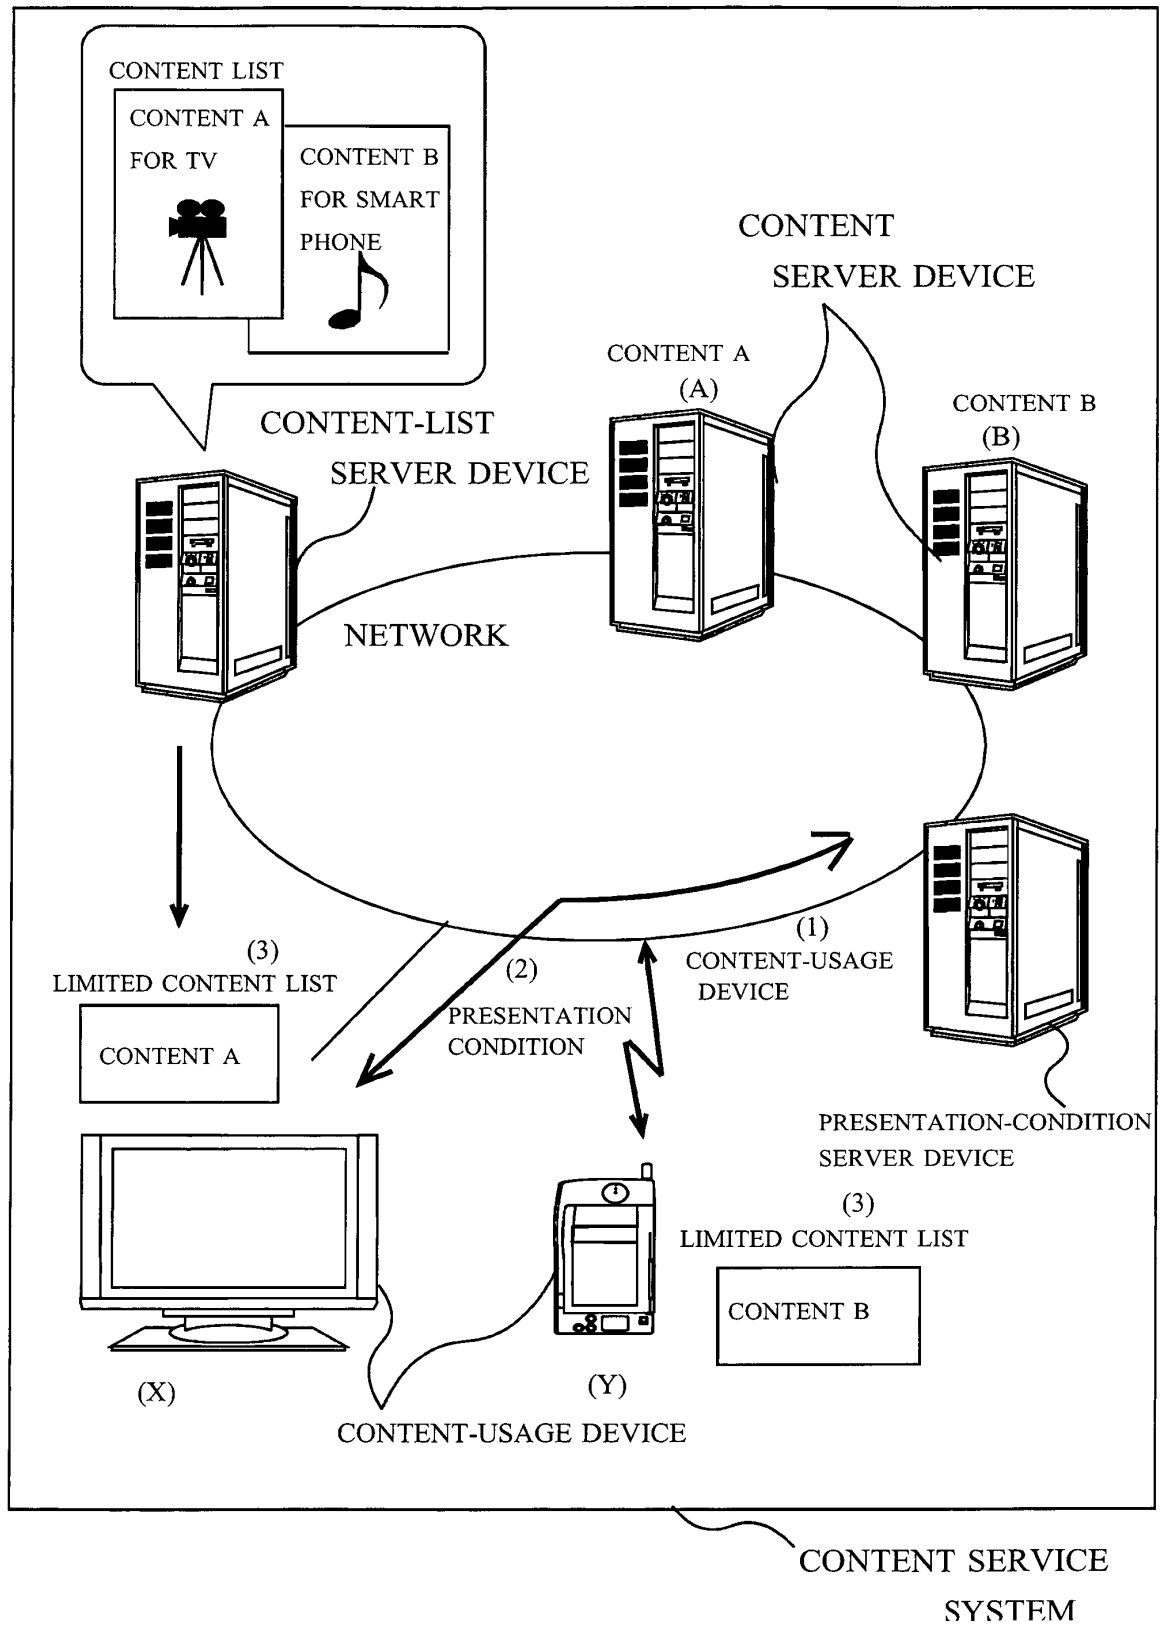 CONTENT LIST
CONTENT A
FOR TV
CONTENT B
FOR SMART
PHONE
CONTENT
SERVER DEVICE
CONTENT A
(A)
CONTENT B
(B)
CONTENT-LIST
SERVER DEVICE
NETWORK
(3)
LIMITED CONTENT LIST
CONTENT A
(2)
PRESENTATION
CONDITION
(1)
CONTENT-USAGE
DEVICE
PRESENTATION-CONDITION
SERVER DEVICE
(3)
LIMITED CONTENT LIST
CONTENT B
(X)
(Y)
CONTENT-USAGE DEVICE
CONTENT SERVICE
SYSTEM